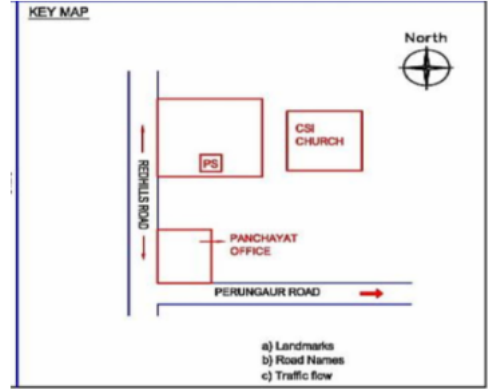 KEY MAP
North
CSI
CHURCH
PS
REDHILLS ROAD
PANCHAYAT
OFFICE
PERUNGAUR ROAD
a) Landmarks
b) Road Names
c) Traffic flow